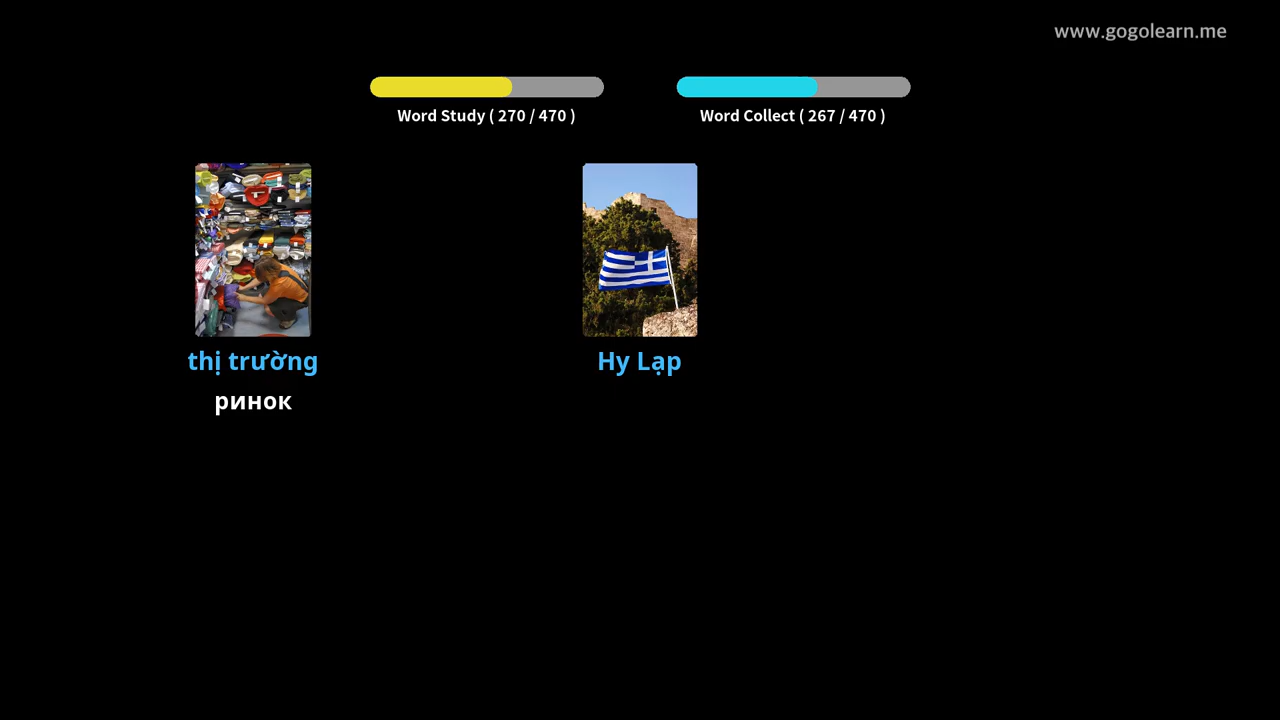 www.gogolearn.me
Word Study ( 270 / 470 )
Word Collect ( 267 / 470 )
thị trường
ринок
Hy Lạp